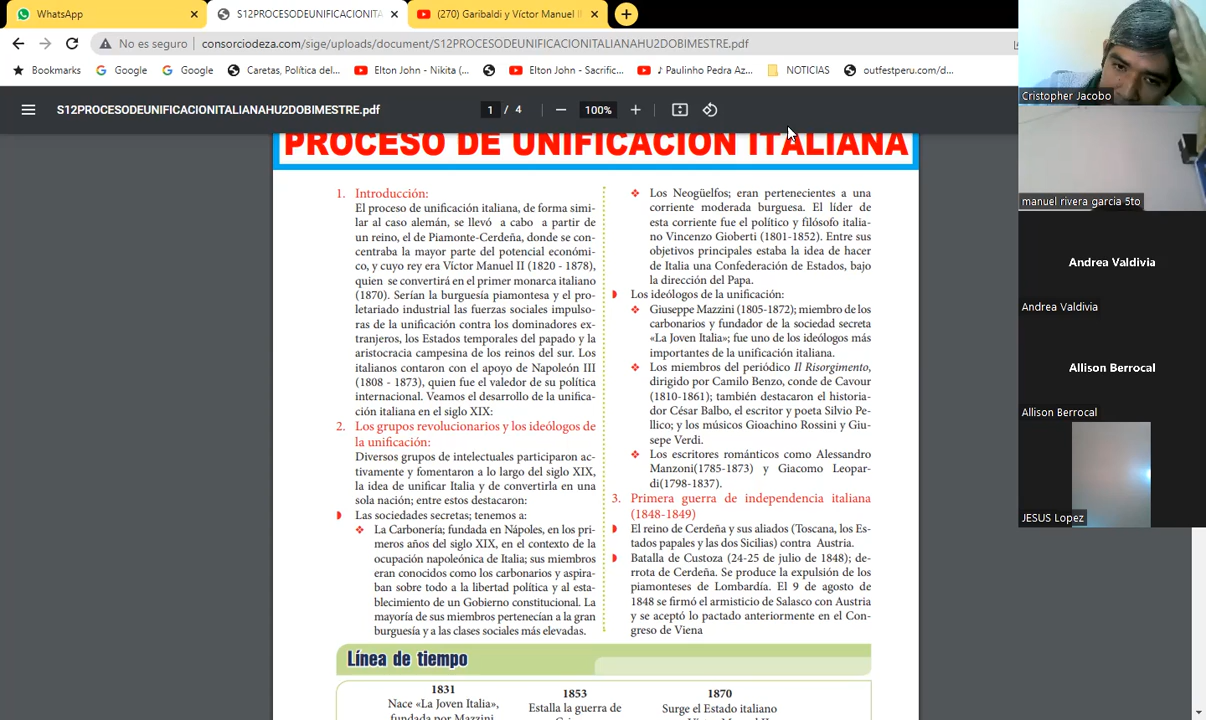 WhatsApp
S12PROCESODEUNIFICACIONITA
(270) Garibaldi y Víctor Manuel I
No es seguro
consorciodeza.com/sige/uploads/document/S12PROCESODEUNIFICACIONITALIANAHU2DOBIMESTRE.pdf
Bookmarks
Google
Google
Caretas, Política del...
Elton John - Nikita (...
Elton John - Sacrific...
♪ Paulinho Pedra Az...
NOTICIAS
outfestperu.com/d...
S12PROCESODEUNIFICACIONITALIANAHU2DOBIMESTRE.pdf
1 / 4
100%
PROCESO DE UNIFICACIÓN ITALIANA
1. Introducción:
El proceso de unificación italiana, de forma simi-
lar al caso alemán, se llevó a cabo a partir de
un reino, el de Piamonte-Cerdeña, donde se con-
centraba la mayor parte del potencial económi-
co, y cuyo rey era Víctor Manuel II (1820 - 1878),
quien se convertirá en el primer monarca italiano
(1870). Serían la burguesía piamontesa y el pro-
letariado industrial las fuerzas sociales impulso-
ras de la unificación contra los dominadores ex-
tranjeros, los Estados temporales del papado y la
aristocracia campesina de los reinos del sur. Los
italianos contaron con el apoyo de Napoleón III
(1808 - 1873), quien fue el valedor de su política
internacional. Veamos el desarrollo de la unifica-
ción italiana en el siglo XIX:
2. Los grupos revolucionarios y los ideólogos de
la unificación:
Diversos grupos de intelectuales participaron ac-
tivamente y fomentaron a lo largo del siglo XIX,
la idea de unificar Italia y de convertirla en una
sola nación; entre estos destacaron:
Las sociedades secretas; tenemos a:
La Carbonería; fundada en Nápoles, en los pri-
meros años del siglo XIX, en el contexto de la
ocupación napoleónica de Italia; sus miembros
eran conocidos como los carbonarios y aspira-
ban sobre todo a la libertad política y al esta-
blecimiento de un Gobierno constitucional. La
mayoría de sus miembros pertenecían a la gran
burguesía y a las clases sociales más elevadas.
Los Neogüelfos; eran pertenecientes a una
corriente moderada burguesa. El líder de
esta corriente fue el político y filósofo italia-
no Vincenzo Gioberti (1801-1852). Entre sus
objetivos principales estaba la idea de hacer
de Italia una Confederación de Estados, bajo
la dirección del Papa.
Los ideólogos de la unificación:
Giuseppe Mazzini (1805-1872); miembro de los
carbonarios y fundador de la sociedad secreta
«La Joven Italia»; fue uno de los ideólogos más
importantes de la unificación italiana.
Los miembros del periódico Il Risorgimento,
dirigido por Camilo Benzo, conde de Cavour
(1810-1861); también destacaron el historia-
dor César Balbo, el escritor y poeta Silvio Pe-
llico; y los músicos Gioachino Rossini y Giu-
sepe Verdi.
Los escritores románticos como Alessandro
Manzoni(1785-1873) y Giacomo Leopar-
di(1798-1837).
3. Primera guerra de independencia italiana
(1848-1849)
El reino de Cerdeña y sus aliados (Toscana, los Es-
tados papales y las dos Sicilias) contra Austria.
Batalla de Custoza (24-25 de julio de 1848); de-
rrota de Cerdeña. Se produce la expulsión de los
piamonteses de Lombardía. El 9 de agosto de
1848 se firmó el armisticio de Salasco con Austria
y se aceptó lo pactado anteriormente en el Con-
greso de Viena
Línea de tiempo
1831
Nace «La Joven Italia»,
fundada por Mazzini
1853
Estalla la guerra de
1870
Surge el Estado italiano
Cristopher Jacobo
manuel rivera garcia 5to
Andrea Valdivia
Andrea Valdivia
Allison Berrocal
Allison Berrocal
JESUS Lopez